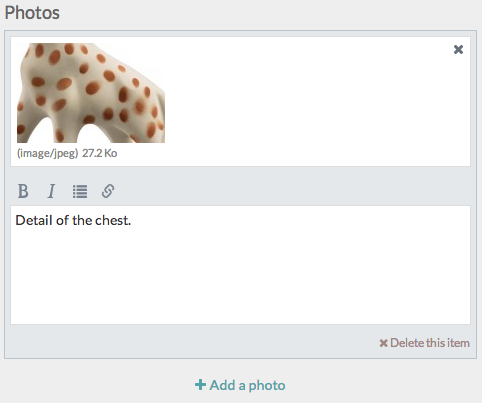 Photos
(image/jpeg) 27.2 Ko
B I
Detail of the chest.
Delete this item
Add a photo